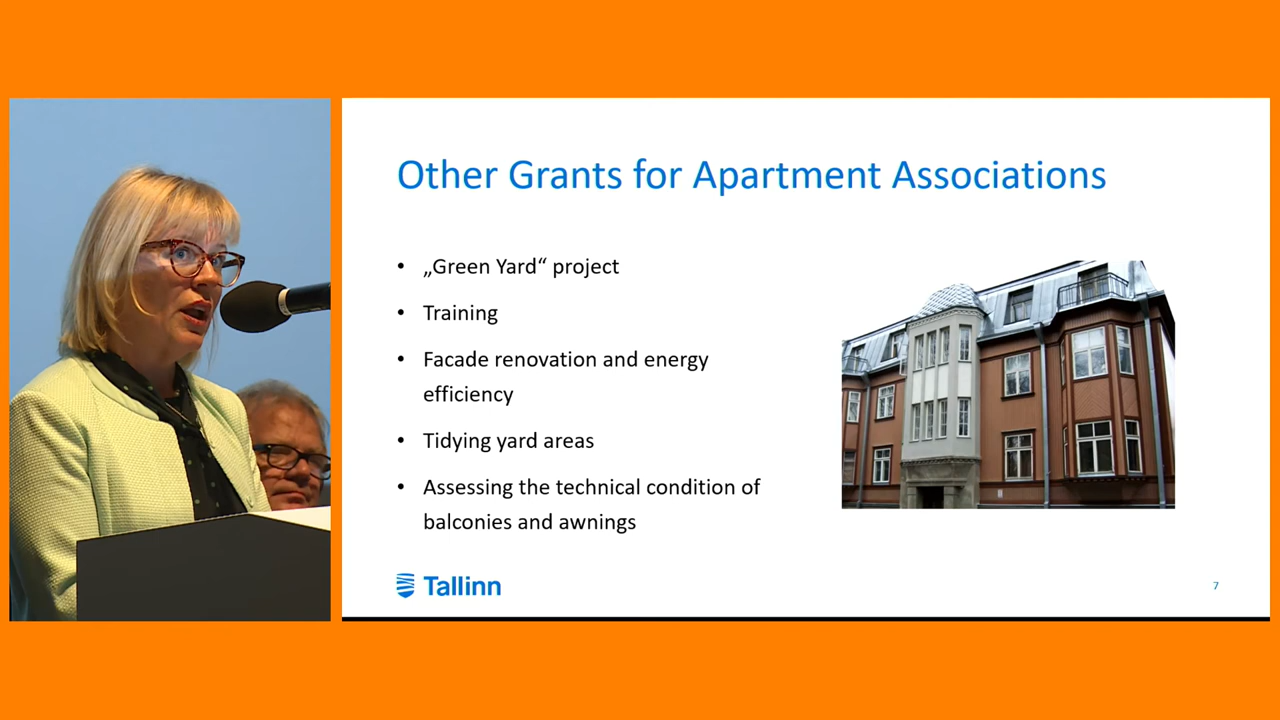 Other Grants for Apartment Associations
• „Green Yard“ project
• Training
• Facade renovation and energy
efficiency
• Tidying yard areas
• Assessing the technical condition of
balconies and awnings
Tallinn
7